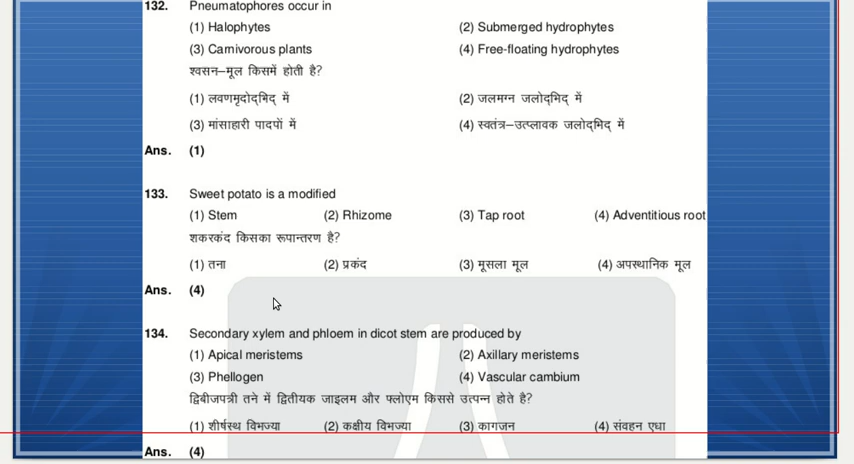 132. Pneumatophores occur in
(1) Halophytes (2) Submerged hydrophytes
(3) Carnivorous plants (4) Free-floating hydrophytes
श्वसन–मूल किसमें होती है?
(1) लवणमृदोद्भिद् में (2) जलमग्न जलोद्भिद् में
(3) मांसाहारी पादपों में (4) स्वतंत्र–उत्प्लावक जलोद्भिद् में
Ans. (1)
133. Sweet potato is a modified
(1) Stem (2) Rhizome (3) Tap root (4) Adventitious root
शकरकंद किसका रूपान्तरण है?
(1) तना (2) प्रकंद (3) मूसला मूल (4) अपस्थानिक मूल
Ans. (4)
134. Secondary xylem and phloem in dicot stem are produced by
(1) Apical meristems (2) Axillary meristems
(3) Phellogen (4) Vascular cambium
द्विबीजपत्री तने में द्वितीयक जाइलम और फ्लोएम किससे उत्पन्न होते है?
(1) शीर्षस्थ विभज्या (2) कक्षीय विभज्या (3) कागजन (4) संवहन एधा
Ans. (4)